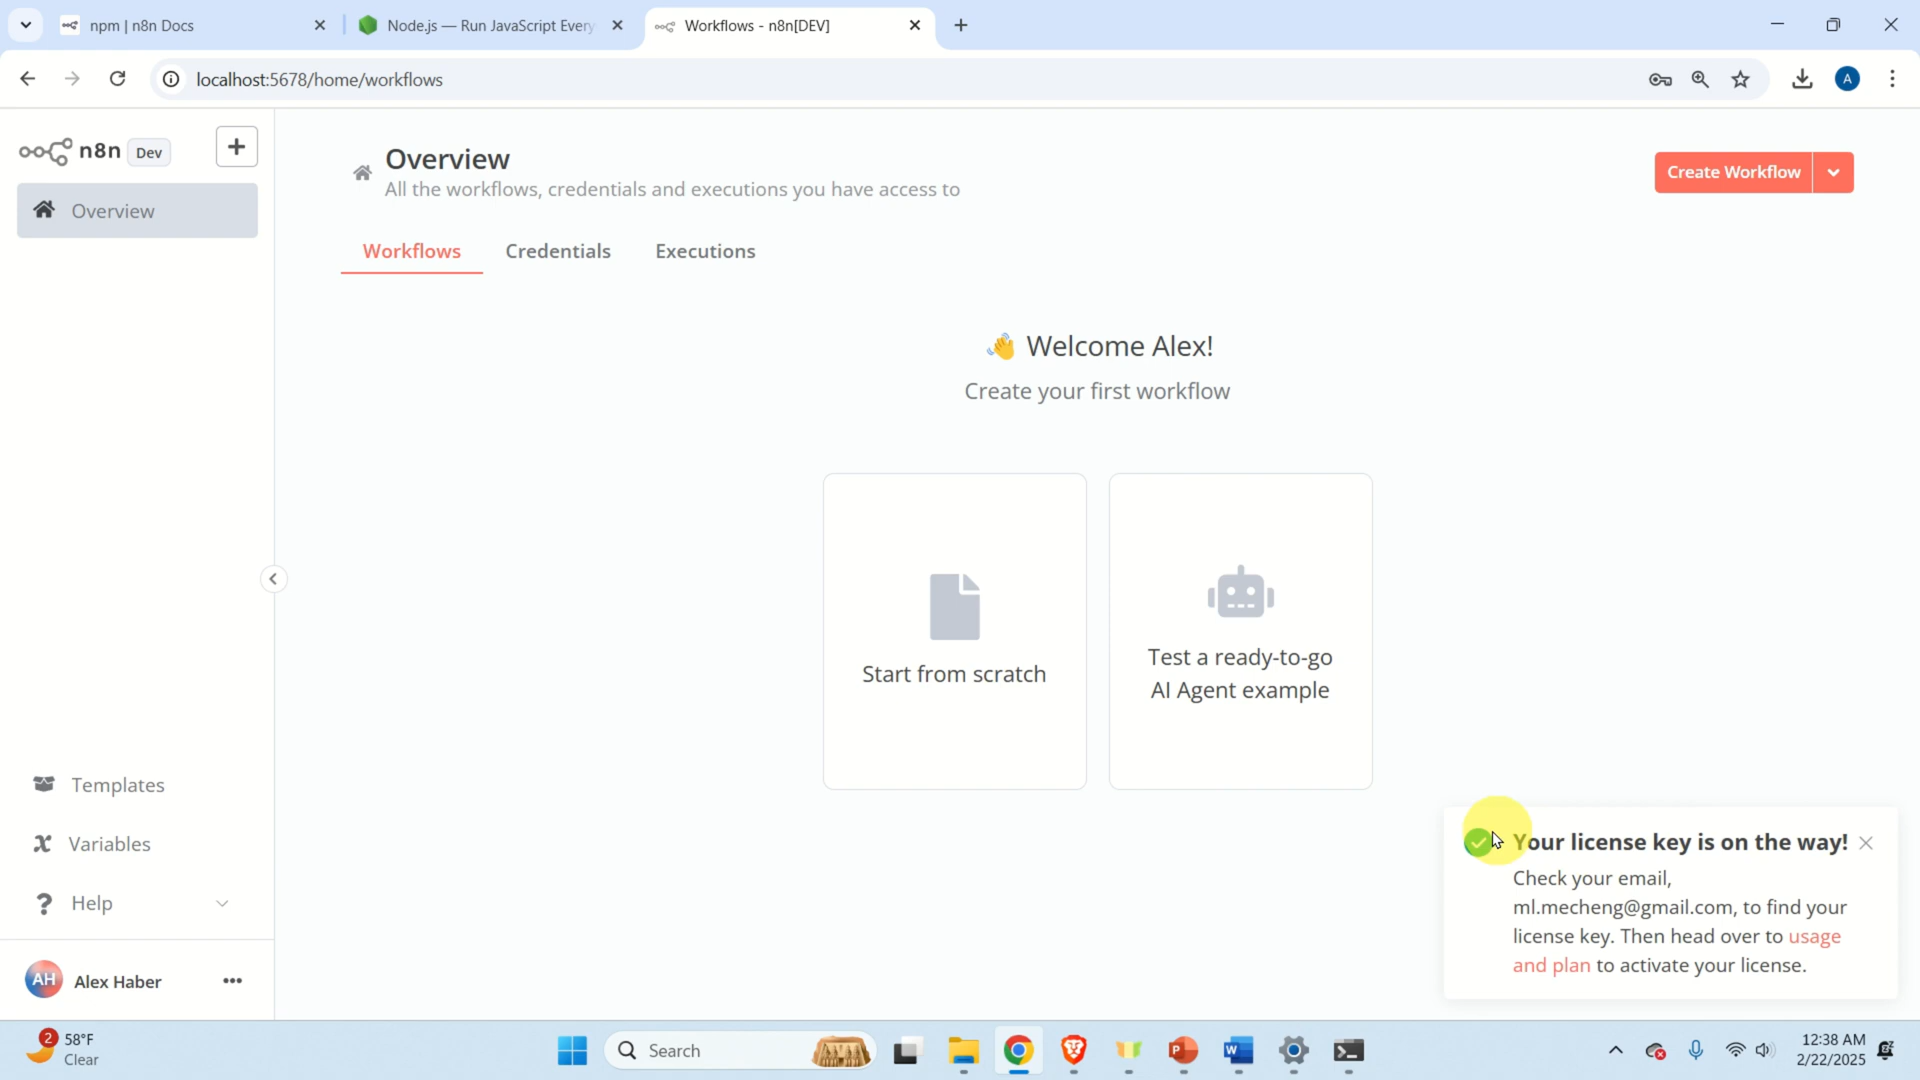 npm | n8n Docs
Node.js — Run JavaScript Every
Workflows - n8n[DEV]
localhost:5678/home/workflows
A
n8n Dev
Overview
Overview
All the workflows, credentials and executions you have access to
Create Workflow
Workflows
Credentials
Executions
👋 Welcome Alex!
Create your first workflow
Start from scratch
Test a ready-to-go
AI Agent example
Templates
Variables
Help
AH
Alex Haber
Your license key is on the way!
Check your email,
ml.mecheng@gmail.com, to find your
license key. Then head over to usage
and plan to activate your license.
2
58°F
Clear
Search
12:38 AM
2/22/2025